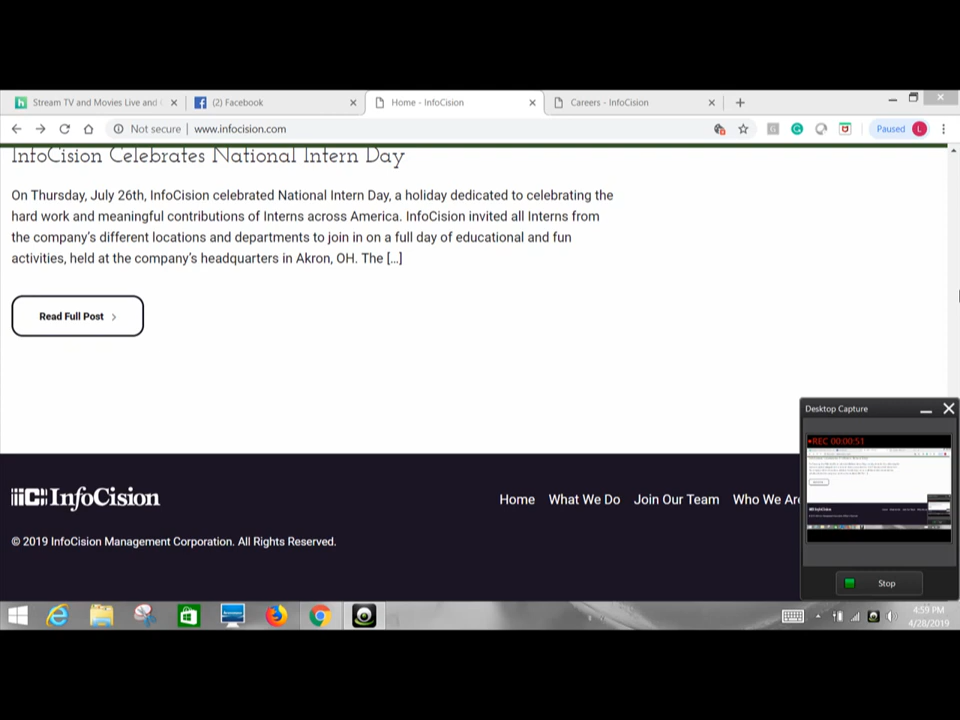 Stream TV and Movies Live and
(2) Facebook
Home - InfoCision
Careers - InfoCision
Not secure | www.infocision.com
Paused L
InfoCision Celebrates National Intern Day
On Thursday, July 26th, InfoCision celebrated National Intern Day, a holiday dedicated to celebrating the
hard work and meaningful contributions of Interns across America. InfoCision invited all Interns from
the company's different locations and departments to join in on a full day of educational and fun
activities, held at the company's headquarters in Akron, OH. The [...]
Read Full Post
Desktop Capture
REC 00:00:51
Stop
InfoCision
Home What We Do Join Our Team Who We Are
© 2019 InfoCision Management Corporation. All Rights Reserved.
4:59 PM
4/28/2019